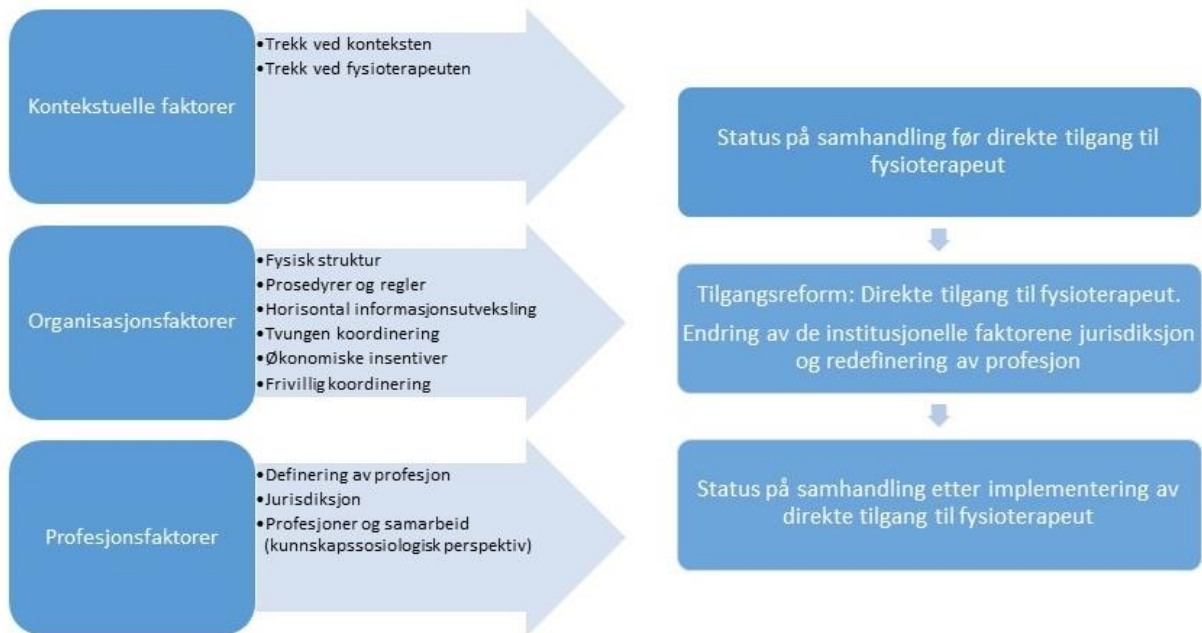 Kontekstuelle faktorer
•Trekk ved konteksten
•Trekk ved fysioterapeuten
Organisasjonsfaktorer
•Fysisk struktur
•Prosedyrer og regler
•Horisontal informasjonsutveksling
•Tvungen koordinering
•Økonomiske insentiver
•Frivillig koordinering
Profesjonsfaktorer
•Definering av profesjon
•Jurisdiksjon
•Profesjoner og samarbeid
(kunnskapssosiologisk perspektiv)
Status på samhandling før direkte tilgang til
fysioterapeut
Tilgangsreform: Direkte tilgang til fysioterapeut.
Endring av de institusjonelle faktorene jurisdiksjon
og redefinering av profesjon
Status på samhandling etter implementering av
direkte tilgang til fysioterapeut